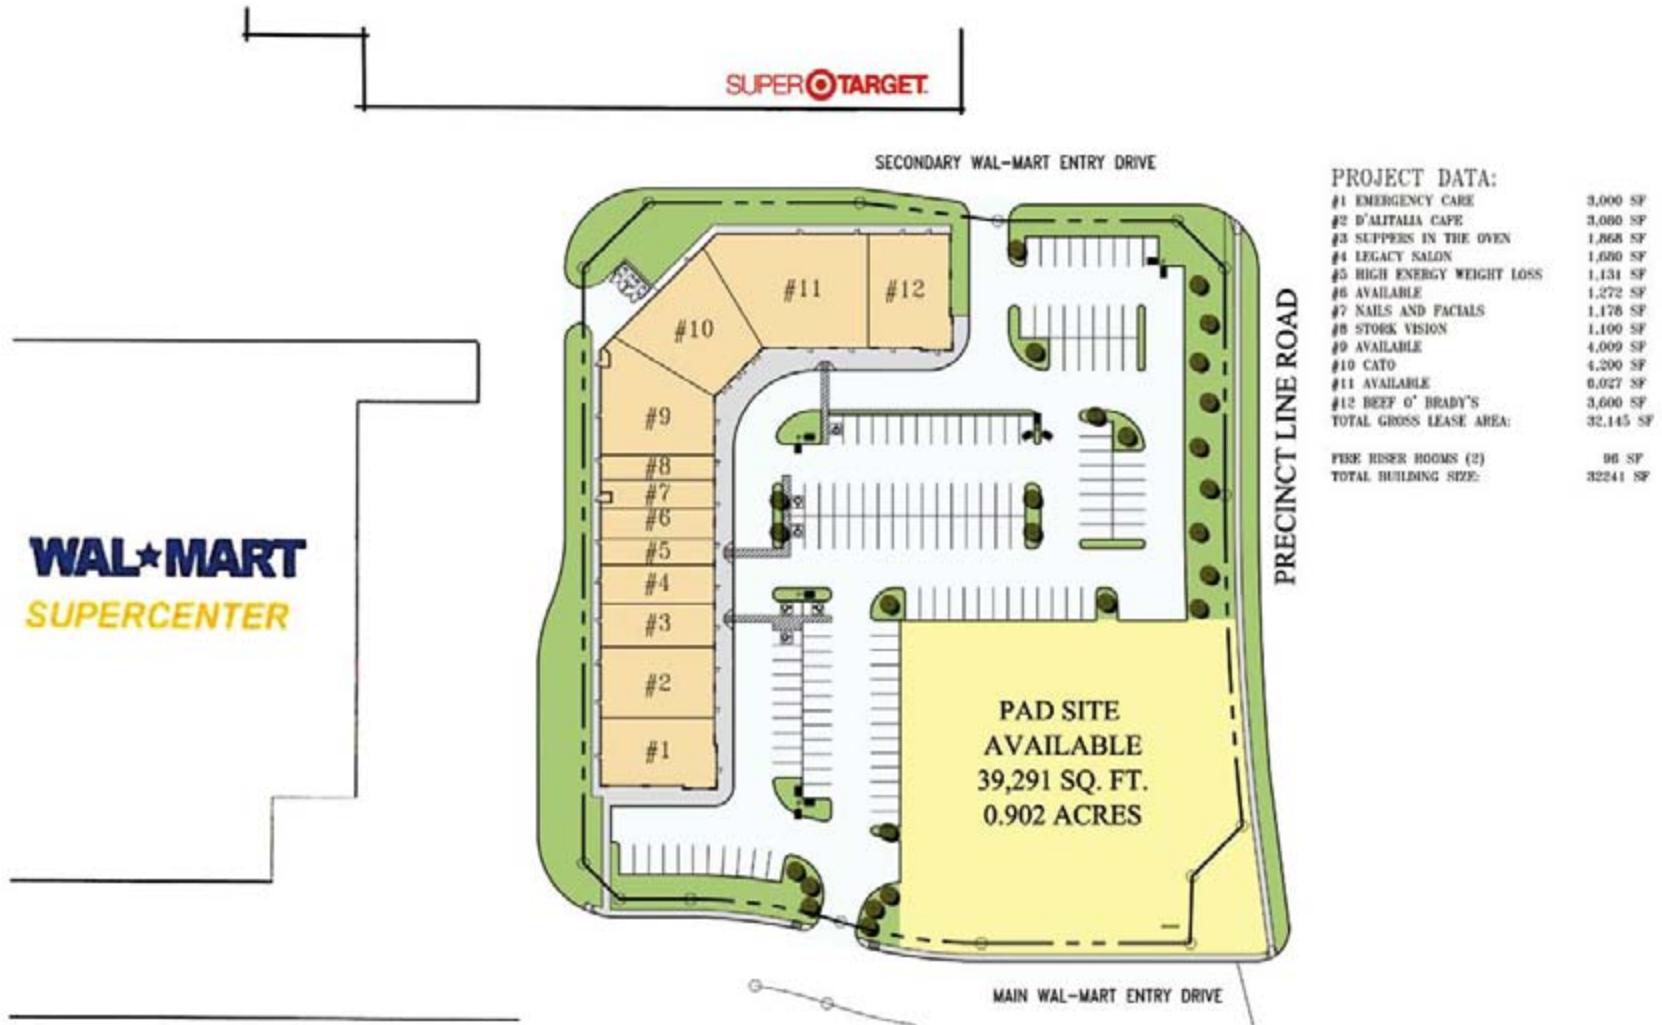 SUPER TARGET.
SECONDARY WAL-MART ENTRY DRIVE
PROJECT DATA:
#1 EMERGENCY CARE 3,000 SF
#2 D'ALITALIA CAFE 3,080 SF
#3 SUPPERS IN THE OVEN 1,868 SF
#4 LEGACY SALON 1,680 SF
#5 HIGH ENERGY WEIGHT LOSS 1,131 SF
#6 AVAILABLE 1,272 SF
#7 NAILS AND FACIALS 1,178 SF
#8 STORK VISION 1,100 SF
#9 AVAILABLE 4,009 SF
#10 CATO 4,200 SF
#11 AVAILABLE 6,027 SF
#12 BEEF O' BRADY'S 3,600 SF
TOTAL GROSS LEASE AREA: 32,145 SF
FIRE RISER ROOMS (2) 96 SF
TOTAL BUILDING SIZE: 32241 SF
#11
#12
#10
#9
#8
#7
#6
#5
#4
#3
#2
#1
PRECINCT LINE ROAD
WAL★MART
SUPERCENTER
PAD SITE
AVAILABLE
39,291 SQ. FT.
0.902 ACRES
MAIN WAL-MART ENTRY DRIVE